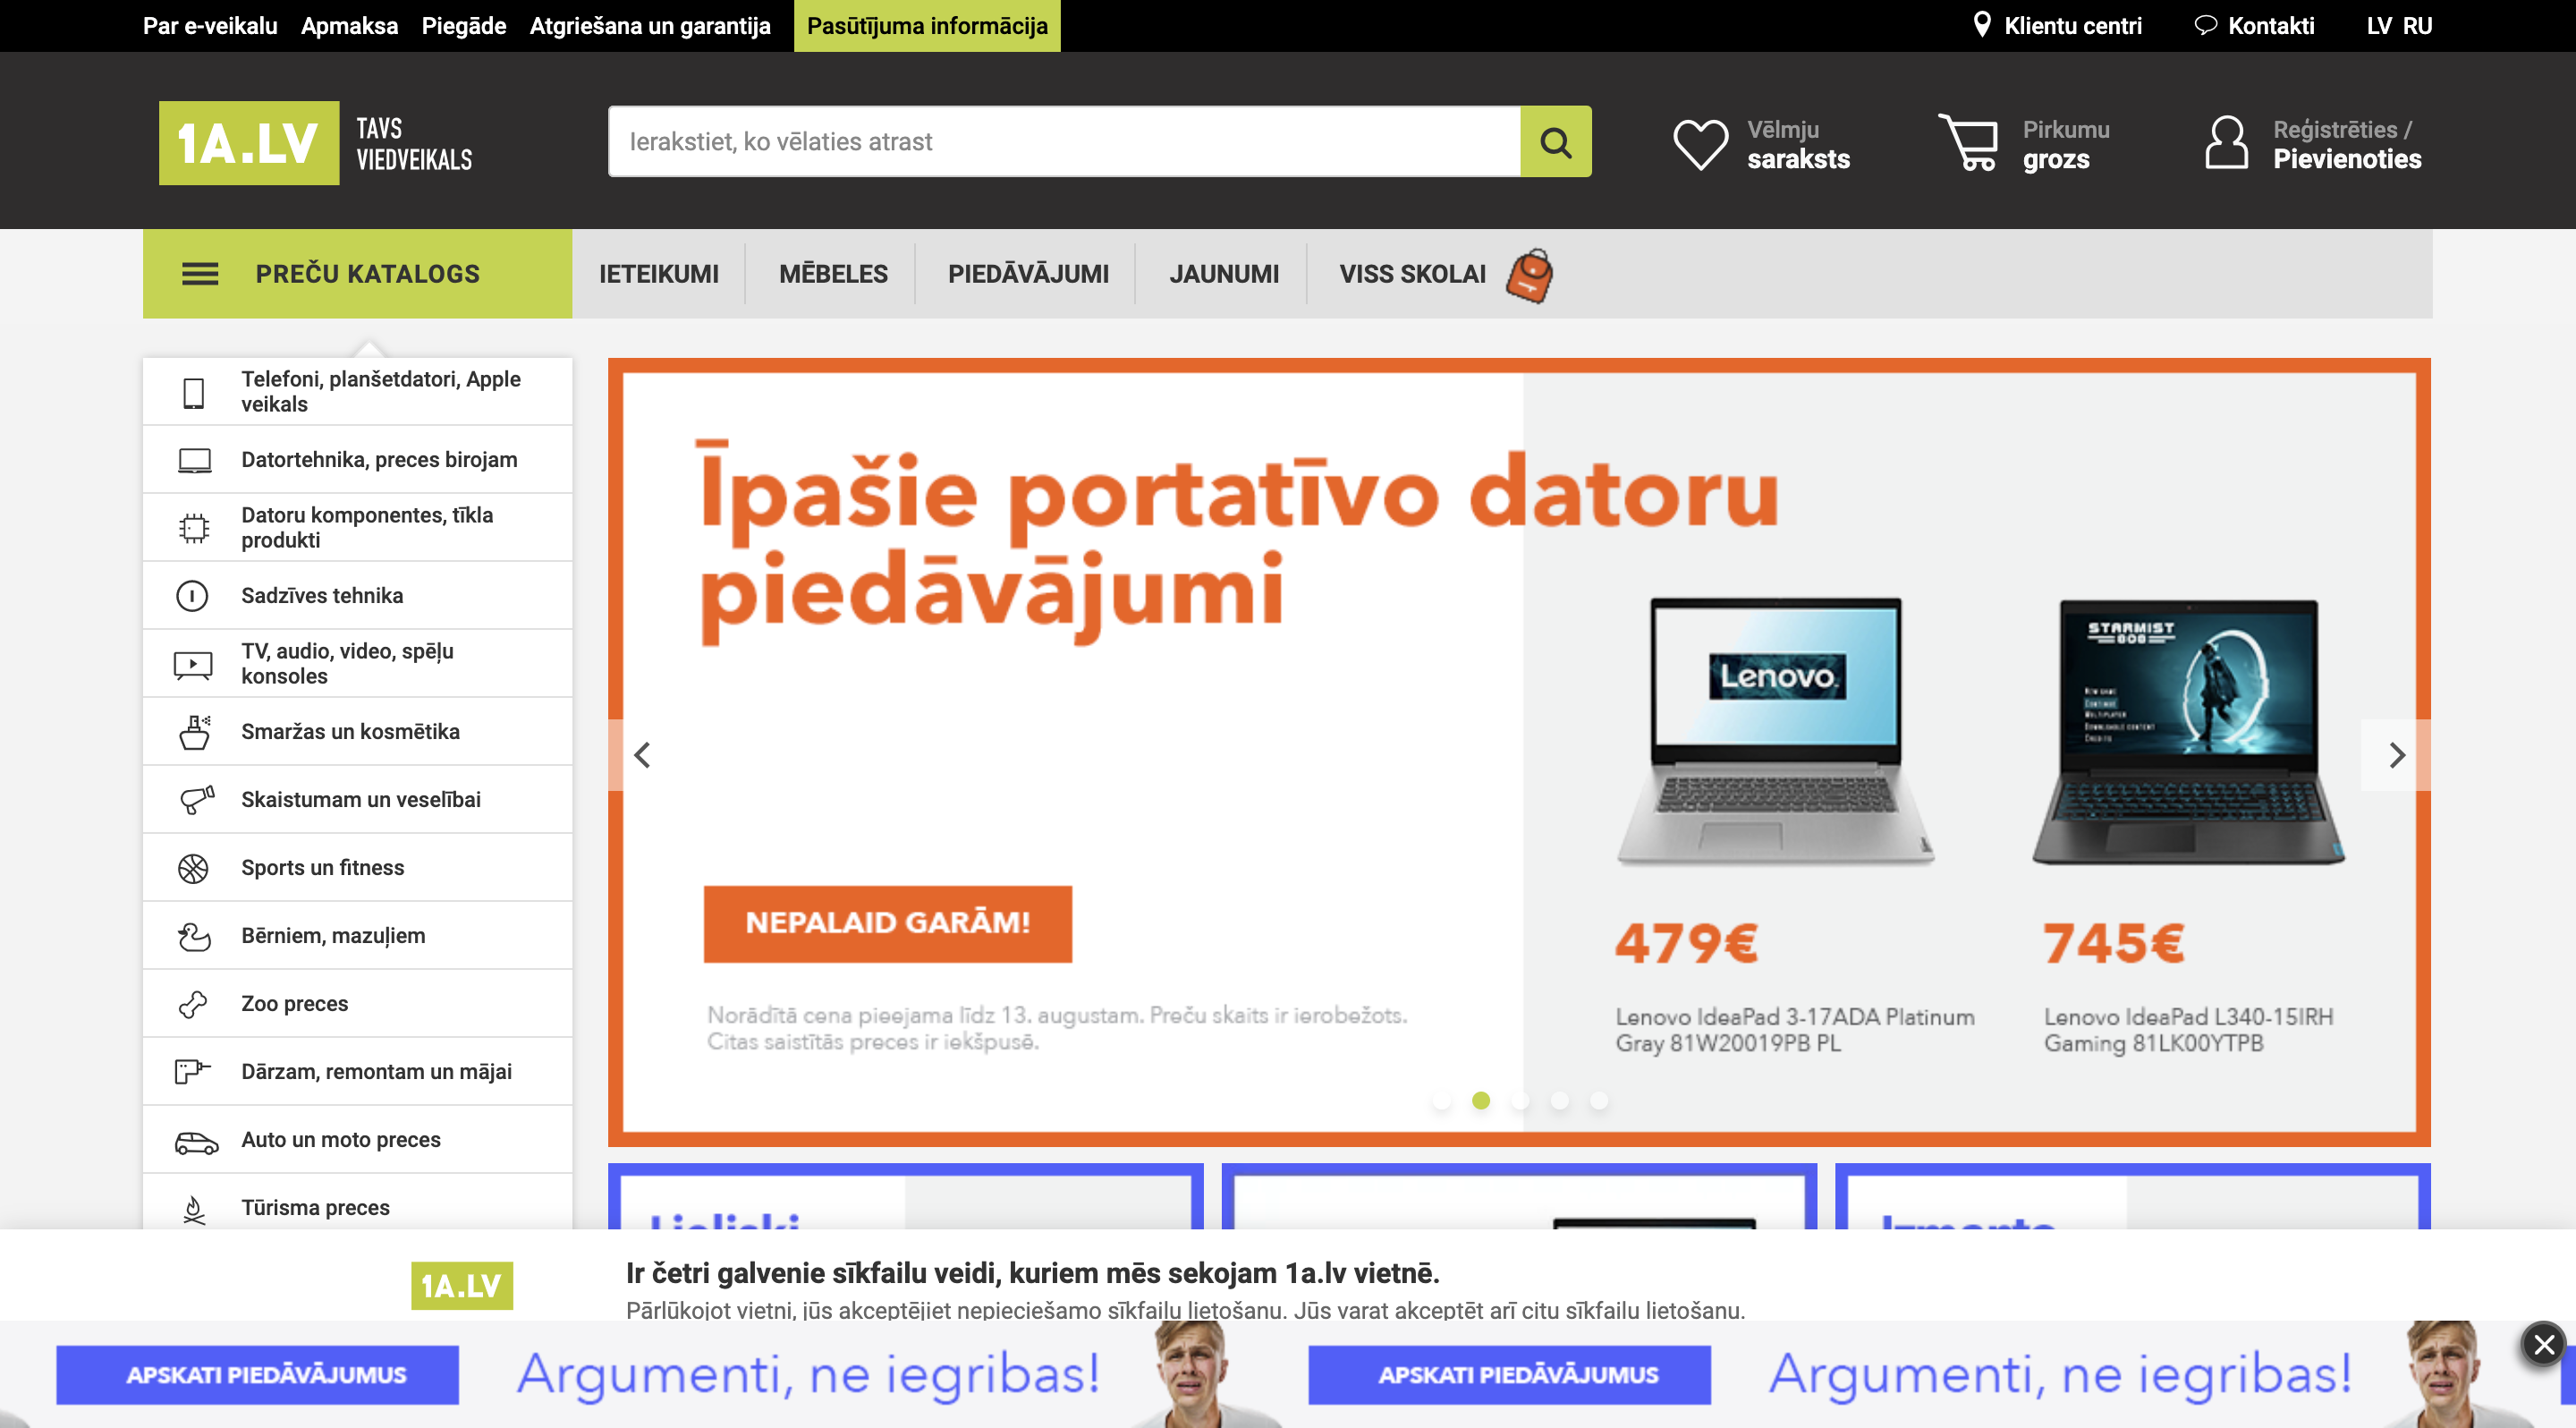 Par e-veikalu Apmaksa Piegāde Atgriešana un garantija Pasūtījuma informācija Klientu centri Kontakti LV RU
1A.LV TAVS
VIEDVEIKALS
Ierakstiet, ko vēlaties atrast
Vēlmju
saraksts
Pirkumu
grozs
Reģistrēties /
Pievienoties
PREČU KATALOGS IETEIKUMI MĒBELES PIEDĀVĀJUMI JAUNUMI VISS SKOLAI
Telefoni, planšetdatori, Apple
veikals
Datortehnika, preces birojam
Datoru komponentes, tīkla
produkti
Sadzīves tehnika
TV, audio, video, spēļu
konsoles
Smaržas un kosmētika
Skaistumam un veselībai
Sports un fitness
Bērniem, mazuļiem
Zoo preces
Dārzam, remontam un mājai
Auto un moto preces
Tūrisma preces
Īpašie portatīvo datoru
piedāvājumi
NEPALAID GARĀM!
Norādītā cena pieejama līdz 13. augustam. Preču skaits ir ierobežots.
Citas saistītās preces ir iekšpusē.
Lenovo
STARMIST
479€
Lenovo IdeaPad 3-17ADA Platinum
Gray 81W20019PB PL
745€
Lenovo IdeaPad L340-15IRH
Gaming 81LK00YTPB
1A.LV
Ir četri galvenie sīkfailu veidi, kuriem mēs sekojam 1a.lv vietnē.
Pārlūkojot vietni, jūs akceptējiet nepieciešamo sīkfailu lietošanu. Jūs varat akceptēt arī citu sīkfailu lietošanu.
APSKATI PIEDĀVĀJUMUS Argumenti, ne iegribas! APSKATI PIEDĀVĀJUMUS Argumenti, ne iegribas!